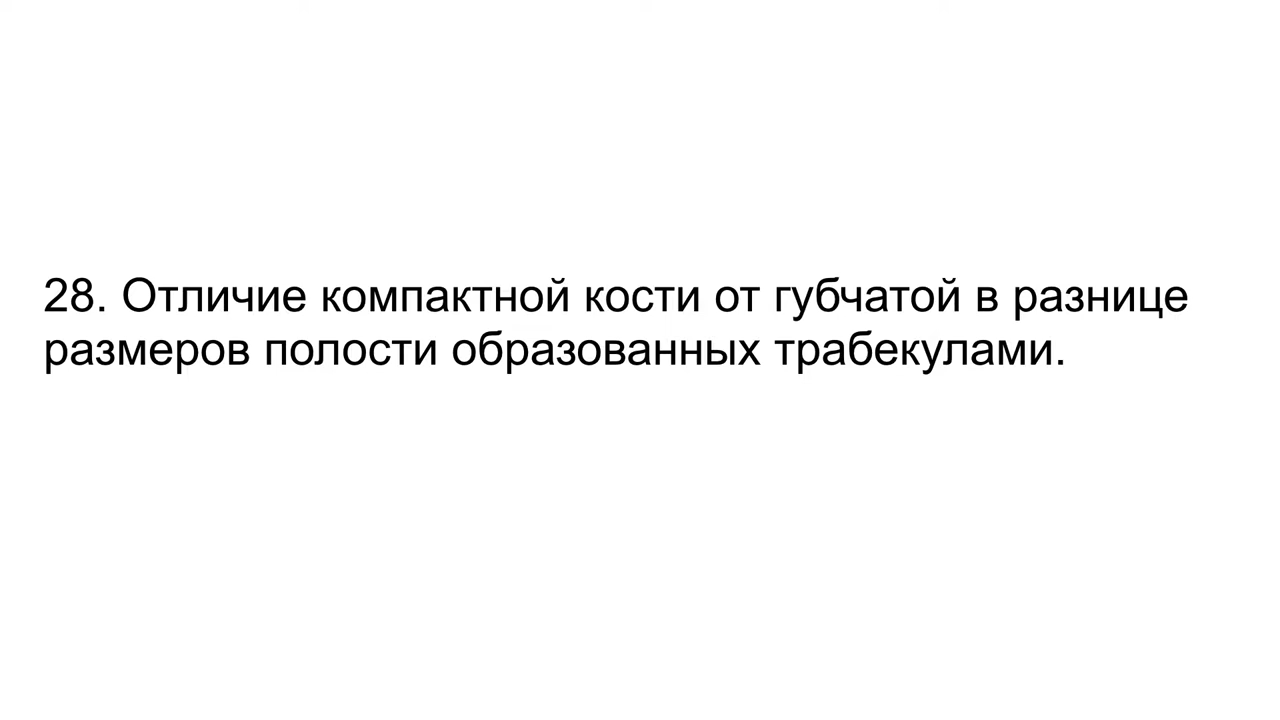 28. Отличие компактной кости от губчатой в разнице
размеров полости образованных трабекулами.